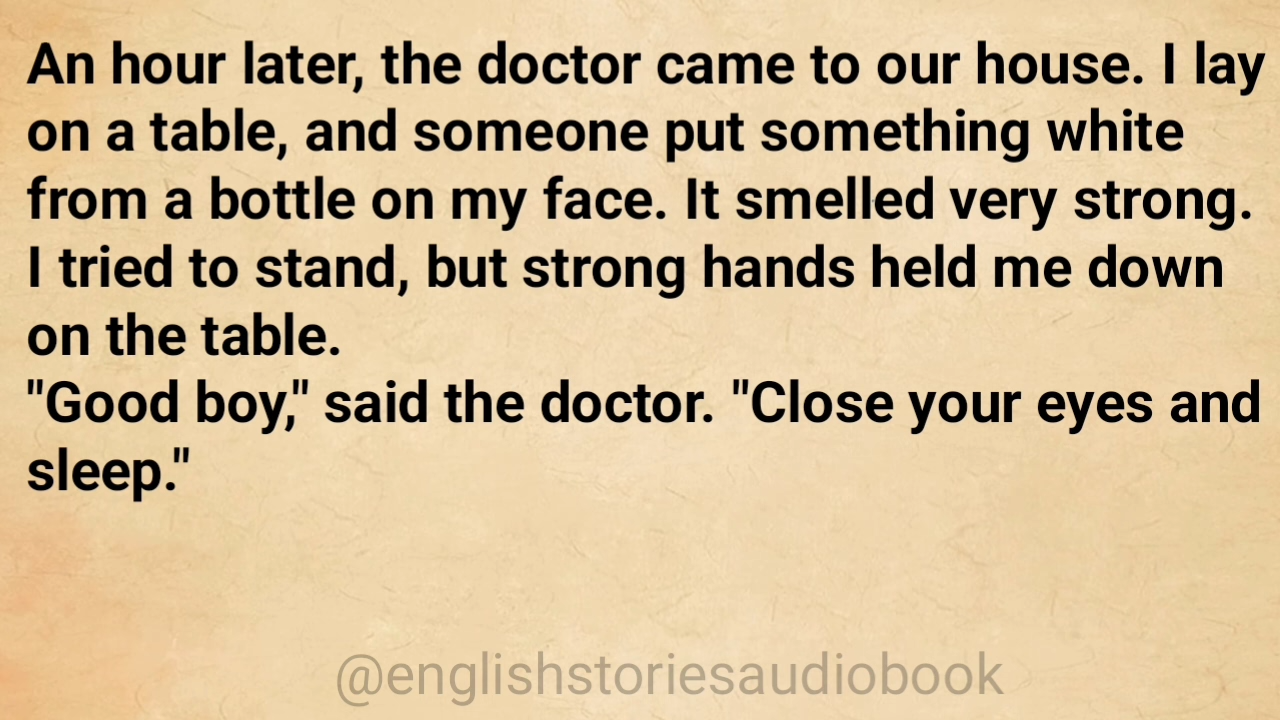 An hour later, the doctor came to our house. I lay
on a table, and someone put something white
from a bottle on my face. It smelled very strong.
I tried to stand, but strong hands held me down
on the table.
"Good boy," said the doctor. "Close your eyes and
sleep."
@englishstoriesaudiobook